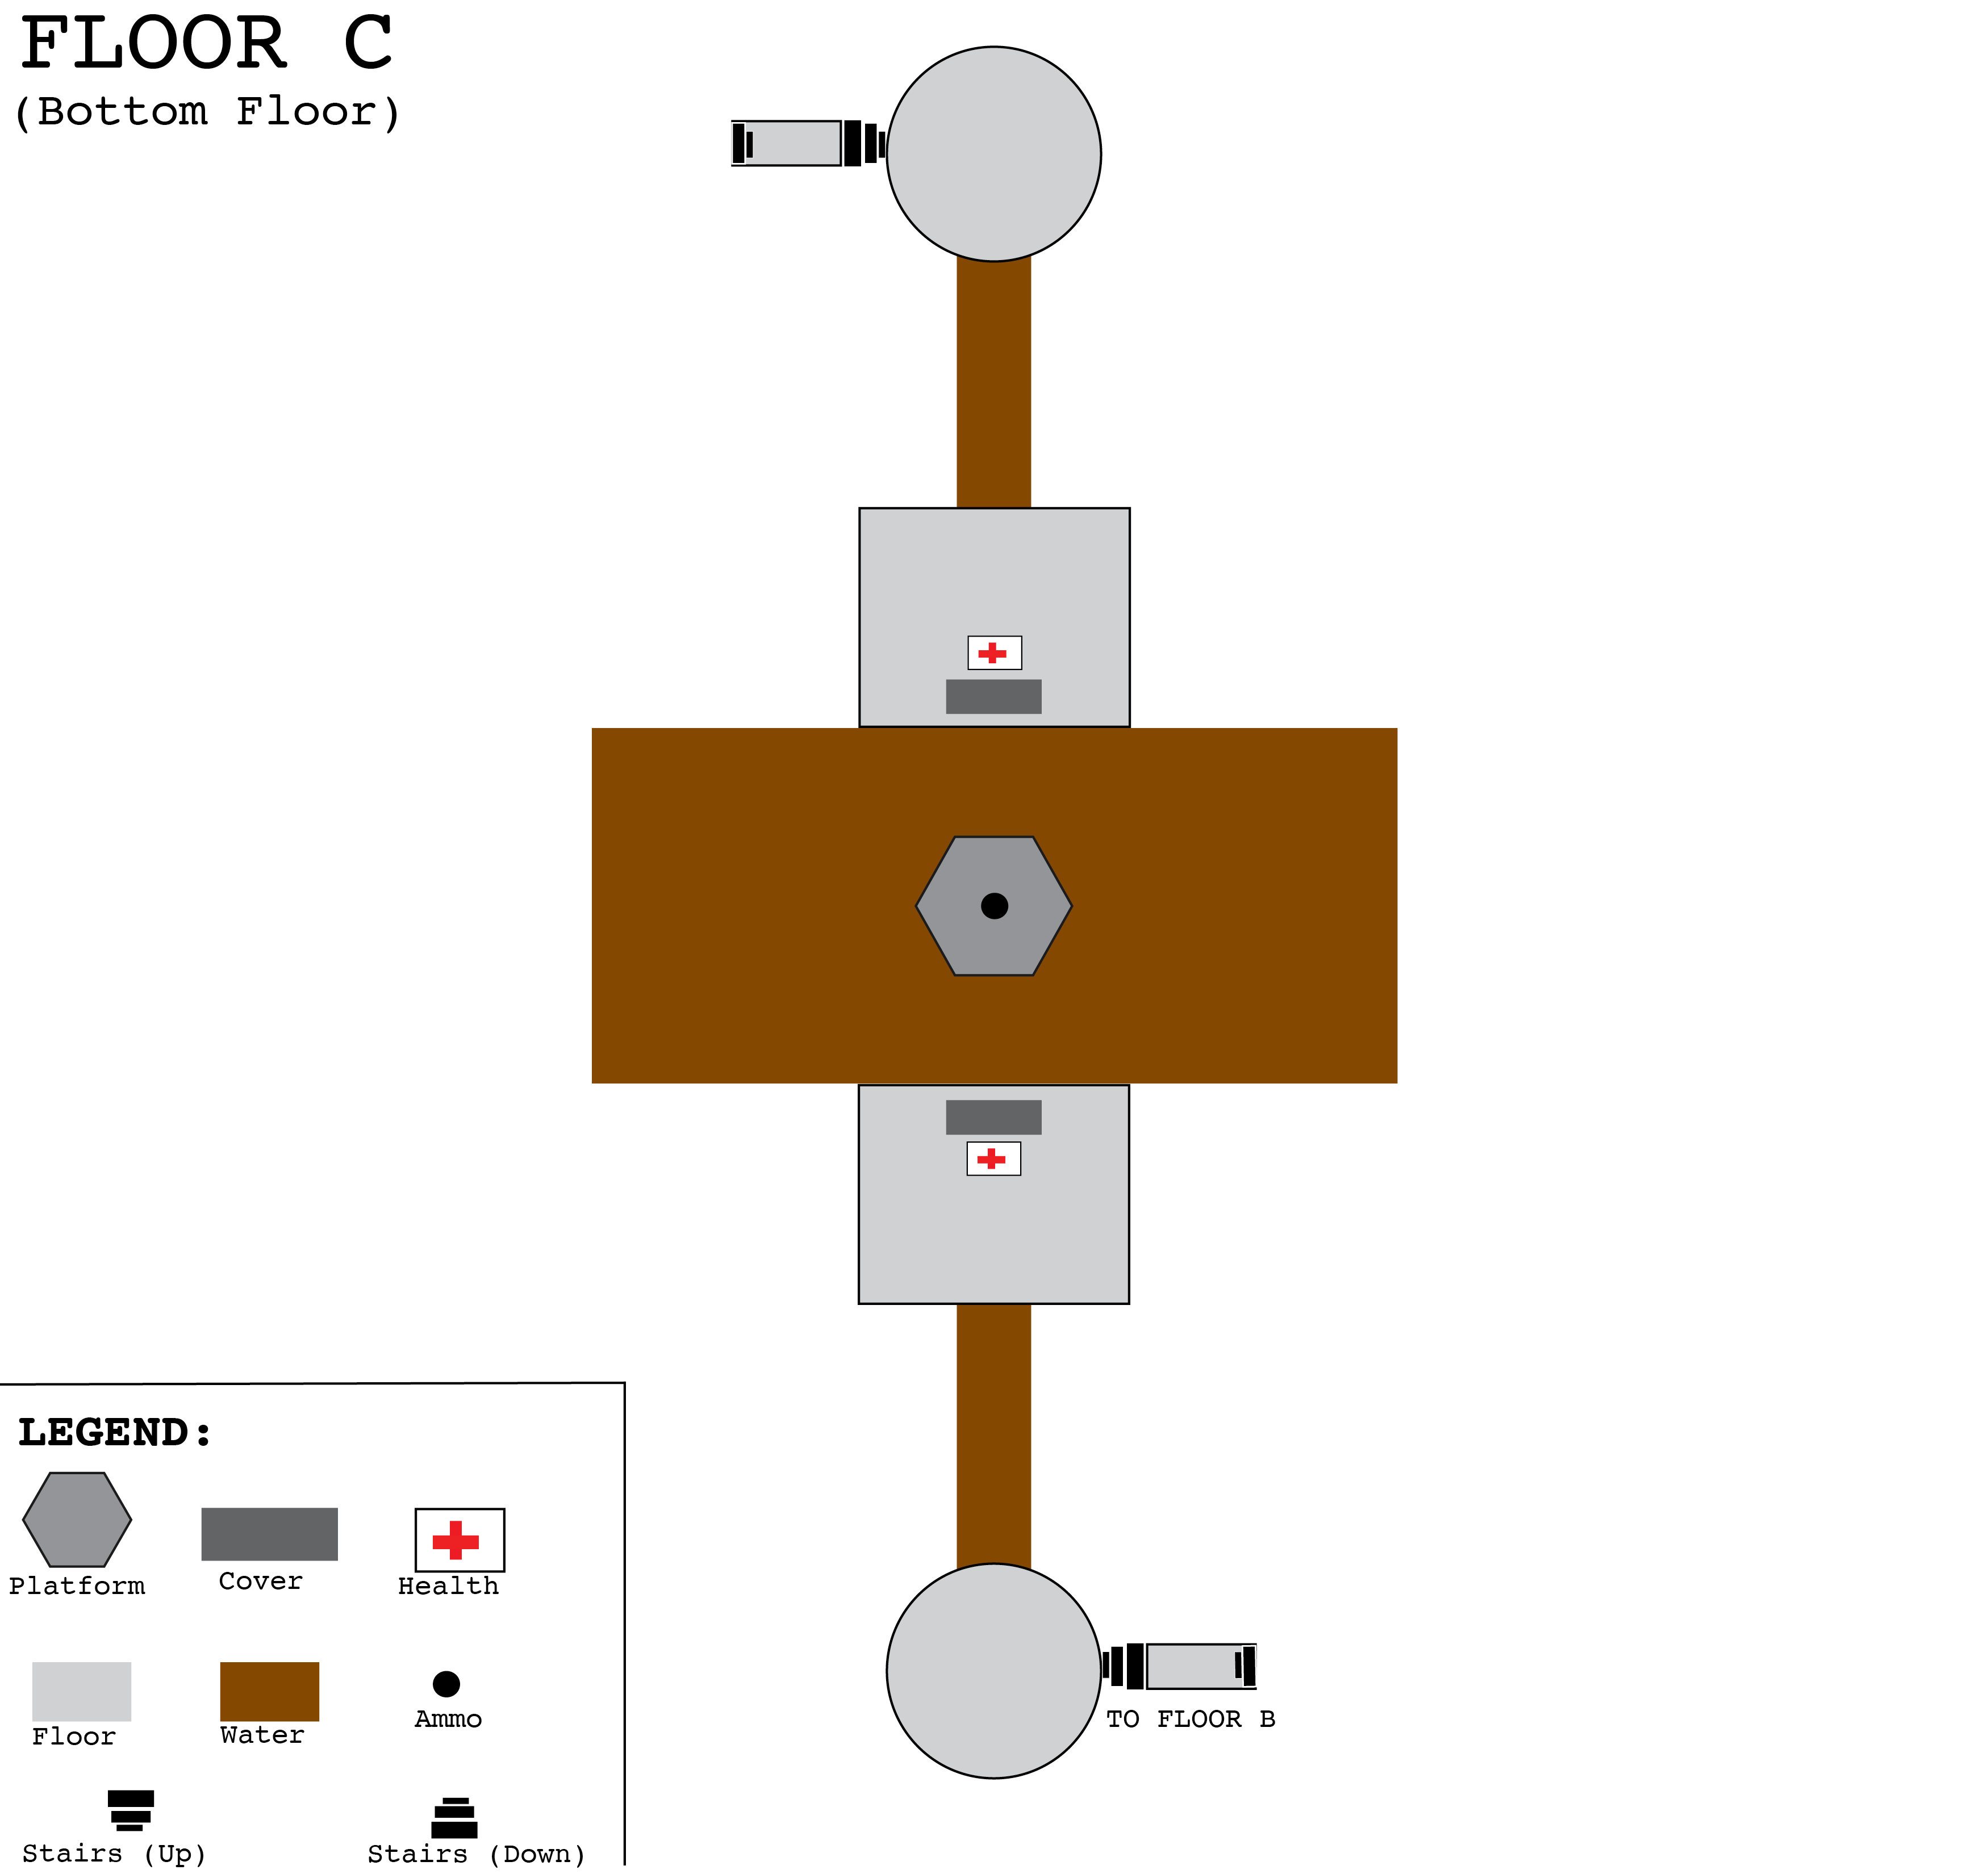 FLOOR C
(Bottom Floor)
TO FLOOR B
LEGEND:
Platform
Cover
Health
Floor
Water
Ammo
Stairs (Up)
Stairs (Down)